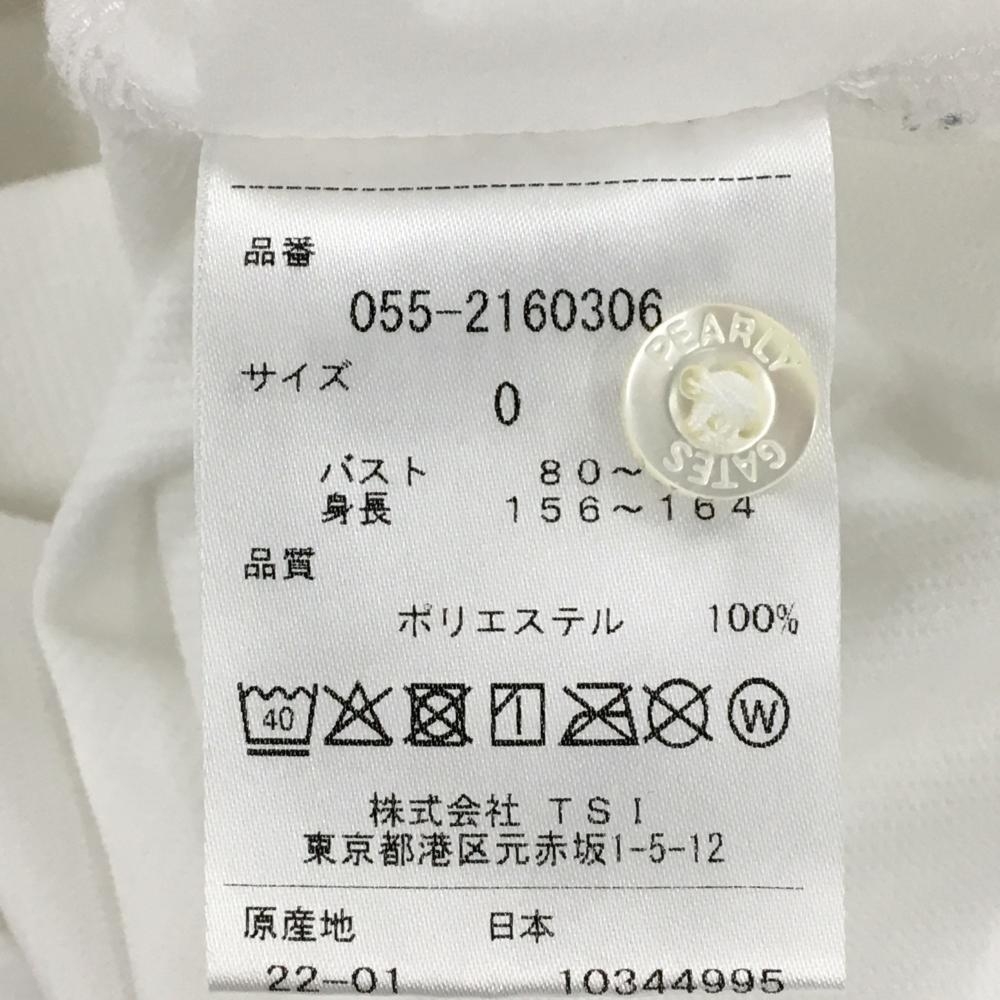 品番
055-2160306
サイズ
0
バスト 80~
身長 156~164
品質
ポリエステル 100%
40
W
株式会社 TSI
東京都港区元赤坂1-5-12
原産地 日本
22-01 10344995
PEARLY
GATES